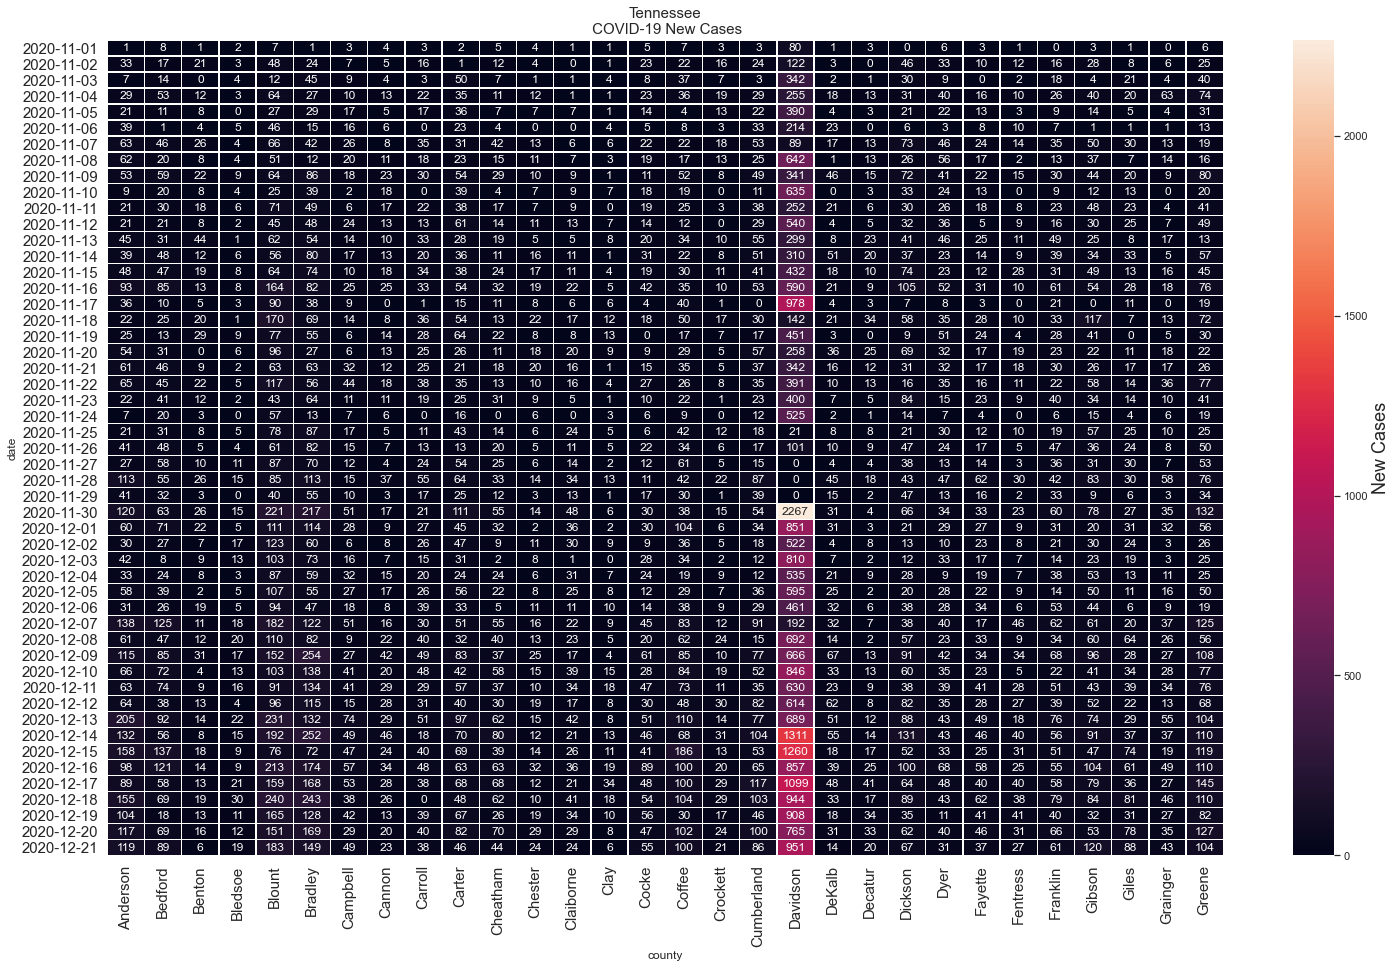 Tennessee
COVID-19 New Cases
2020-11-01 1 8 1 2 7 1 3 4 3 2 5 4 1 1 5 7 3 3 80 1 3 0 6 3 1 0 3 1 0 6
2020-11-02 33 17 21 3 48 24 7 5 16 1 12 4 0 1 23 22 16 24 122 3 0 46 33 10 12 16 28 8 6 25
2020-11-03 7 14 0 4 12 45 9 4 3 50 7 1 1 4 8 37 7 3 342 2 1 30 9 0 2 18 4 21 4 40
2020-11-04 29 53 12 3 64 27 10 13 22 35 11 12 1 1 23 36 19 29 255 18 13 31 40 16 10 26 40 20 63 74
2020-11-05 21 11 8 0 27 29 17 5 17 36 7 7 7 1 14 4 13 22 390 4 3 21 22 13 3 9 14 5 4 31
2020-11-06 39 1 4 5 46 15 16 6 0 23 4 0 0 4 5 8 3 33 214 23 0 6 3 8 10 7 1 1 1 13
2020-11-07 63 46 26 4 66 42 26 8 35 31 42 13 6 6 22 22 18 53 89 17 13 73 46 24 14 35 50 30 13 19
2020-11-08 62 20 8 4 51 12 20 11 18 23 15 11 7 3 19 17 13 25 642 1 13 26 56 17 2 13 37 7 14 16
2020-11-09 53 59 22 9 64 86 18 23 30 54 29 10 9 1 11 52 8 49 341 46 15 72 41 22 15 30 44 20 9 80
2020-11-10 9 20 8 4 25 39 2 18 0 39 4 7 9 7 18 19 0 11 635 0 3 33 24 13 0 9 12 13 0 20
2020-11-11 21 30 18 6 71 49 6 17 22 38 17 7 9 0 19 25 3 38 252 21 6 30 26 18 8 23 48 23 4 41
2020-11-12 21 21 8 2 45 48 24 13 13 61 14 11 13 7 14 12 0 29 540 4 5 32 36 5 9 16 30 25 7 49
2020-11-13 45 31 44 1 62 54 14 10 33 28 19 5 5 8 20 34 10 55 299 8 23 41 46 25 11 49 25 8 17 13
2020-11-14 39 48 12 6 56 80 17 13 20 36 11 16 11 1 31 22 8 51 310 51 20 37 23 14 9 39 34 33 5 57
2020-11-15 48 47 19 8 64 74 10 18 34 38 24 17 11 4 19 30 11 41 432 18 10 74 23 12 28 31 49 13 16 45
2020-11-16 93 85 13 8 164 82 25 25 33 54 32 19 22 5 42 35 10 53 590 21 9 105 52 31 10 61 54 28 18 76
2020-11-17 36 10 5 3 90 38 9 0 1 15 11 8 6 6 4 40 1 0 978 4 3 7 8 3 0 21 0 11 0 19
2020-11-18 22 25 20 1 170 69 14 8 36 54 13 22 17 12 18 50 17 30 142 21 34 58 35 28 10 33 117 7 13 72
2020-11-19 25 13 29 9 77 55 6 14 28 64 22 8 8 13 0 17 7 17 451 3 0 9 51 24 4 28 41 0 5 30
2020-11-20 54 31 0 6 96 27 6 13 25 26 11 18 20 9 9 29 5 57 258 36 25 69 32 17 19 23 22 11 18 22
2020-11-21 61 46 9 2 63 63 32 12 25 21 18 20 16 1 15 35 5 37 342 16 12 31 32 17 18 30 26 17 17 26
2020-11-22 65 45 22 5 117 56 44 18 38 35 13 10 16 4 27 26 8 35 391 10 13 16 35 16 11 22 58 14 36 77
2020-11-23 22 41 12 2 43 64 11 11 19 25 31 9 5 1 10 22 1 23 400 7 5 84 15 23 9 40 34 14 10 41
2020-11-24 7 20 3 0 57 13 7 6 0 16 0 6 0 3 6 9 0 12 525 2 1 14 7 4 0 6 15 4 6 19
2020-11-25 21 31 8 5 78 87 17 5 11 43 14 6 24 5 6 42 12 18 21 8 8 21 30 12 10 19 57 25 10 25
2020-11-26 41 48 5 4 61 82 15 7 13 13 20 5 11 5 22 34 6 17 101 10 9 47 24 17 5 47 36 24 8 50
2020-11-27 27 58 10 11 87 70 12 4 24 54 25 6 14 2 12 61 5 15 0 4 4 38 13 14 3 36 31 30 7 53
2020-11-28 113 55 26 15 85 113 15 37 55 64 33 14 34 13 11 42 22 87 0 45 18 43 47 62 30 42 83 30 58 76
2020-11-29 41 32 3 0 40 55 10 3 17 25 12 3 13 1 17 30 1 39 0 15 2 47 13 16 2 33 9 6 3 34
2020-11-30 120 63 26 15 221 217 51 17 21 111 55 14 48 6 30 38 15 54 2267 31 4 66 34 33 23 60 78 27 35 132
2020-12-01 60 71 22 5 111 114 28 9 27 45 32 2 36 2 30 104 6 34 851 31 3 21 29 27 9 31 20 31 32 56
2020-12-02 30 27 7 17 123 60 6 8 26 47 9 11 30 9 9 36 5 18 522 4 8 13 10 23 8 21 30 24 3 26
2020-12-03 42 8 9 13 103 73 16 7 15 31 2 8 1 0 28 34 2 12 810 7 2 12 33 17 7 14 23 19 3 25
2020-12-04 33 24 8 3 87 59 32 15 20 24 24 6 31 7 24 19 9 12 535 21 9 28 9 19 7 38 53 13 11 25
2020-12-05 58 39 2 5 107 55 27 17 26 56 22 8 25 8 12 29 7 36 595 25 2 20 28 22 9 14 50 11 16 50
2020-12-06 31 26 19 5 94 47 18 8 39 33 5 11 11 10 14 38 9 29 461 32 6 38 28 34 6 53 44 6 9 19
2020-12-07 138 125 11 18 182 122 51 16 30 51 55 16 22 9 45 83 12 91 192 32 7 38 40 17 46 62 61 20 37 125
2020-12-08 61 47 12 20 110 82 9 22 40 32 40 13 23 5 20 62 24 15 692 14 2 57 23 33 9 34 60 64 26 56
2020-12-09 115 85 31 17 152 254 27 42 49 83 37 25 17 4 61 85 10 77 666 67 13 91 42 34 34 68 96 28 27 108
2020-12-10 66 72 4 13 103 138 41 20 48 42 58 15 39 15 28 84 19 52 846 33 13 60 35 23 5 22 41 34 28 77
2020-12-11 63 74 9 16 91 134 41 29 29 57 37 10 34 18 47 73 11 35 630 23 9 38 39 41 28 51 43 39 34 76
2020-12-12 64 38 13 4 96 115 15 28 31 40 30 19 17 8 30 48 30 82 614 62 8 82 35 28 27 39 52 22 13 68
2020-12-13 205 92 14 22 231 132 74 29 51 97 62 15 42 8 51 110 14 77 689 51 12 88 43 49 18 76 74 29 55 104
2020-12-14 132 56 8 15 192 252 49 46 18 70 80 12 21 13 46 68 31 104 1311 55 14 131 43 46 40 56 91 37 37 110
2020-12-15 158 137 18 9 76 72 47 24 40 69 39 14 26 11 41 186 13 53 1260 18 17 52 33 25 31 51 47 74 19 119
2020-12-16 98 121 14 9 213 174 57 34 48 63 63 32 36 19 89 100 20 65 857 39 25 100 68 58 25 55 104 61 49 110
2020-12-17 89 58 13 21 159 168 53 28 38 68 68 12 21 34 48 100 29 117 1099 48 41 64 48 40 40 58 79 36 27 145
2020-12-18 155 69 19 30 240 243 38 26 0 48 62 10 41 18 54 104 29 103 944 33 17 89 43 62 38 79 84 81 46 110
2020-12-19 104 18 13 11 165 128 42 13 39 67 26 19 34 10 56 30 17 46 908 18 34 35 11 41 41 40 32 31 27 82
2020-12-20 117 69 16 12 151 169 29 20 40 82 70 29 29 8 47 102 24 100 765 31 33 62 40 46 31 66 53 78 35 127
2020-12-21 119 89 6 19 183 149 49 23 38 46 44 24 24 6 55 100 21 86 951 14 20 67 31 37 27 61 120 88 43 104
date
Anderson Bedford Benton Bledsoe Blount Bradley Campbell Cannon Carroll Carter Cheatham Chester Claiborne Clay Cocke Coffee Crockett Cumberland Davidson DeKalb Decatur Dickson Dyer Fayette Fentress Franklin Gibson Giles Grainger Greene
county
2000
1500
1000
500
0
New Cases